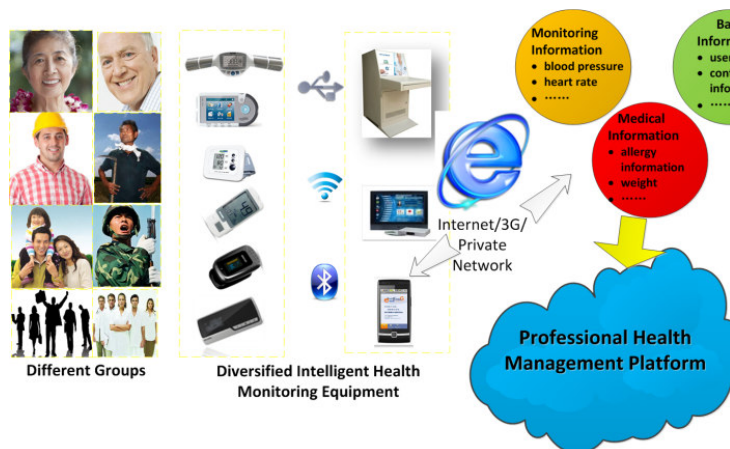 Monitoring
Information
• blood pressure
• heart rate
• ......
Medical
Information
• allergy
information
• weight
• ......
Internet/3G/
Private
Network
Professional Health
Management Platform
Different Groups
Diversified Intelligent Health
Monitoring Equipment